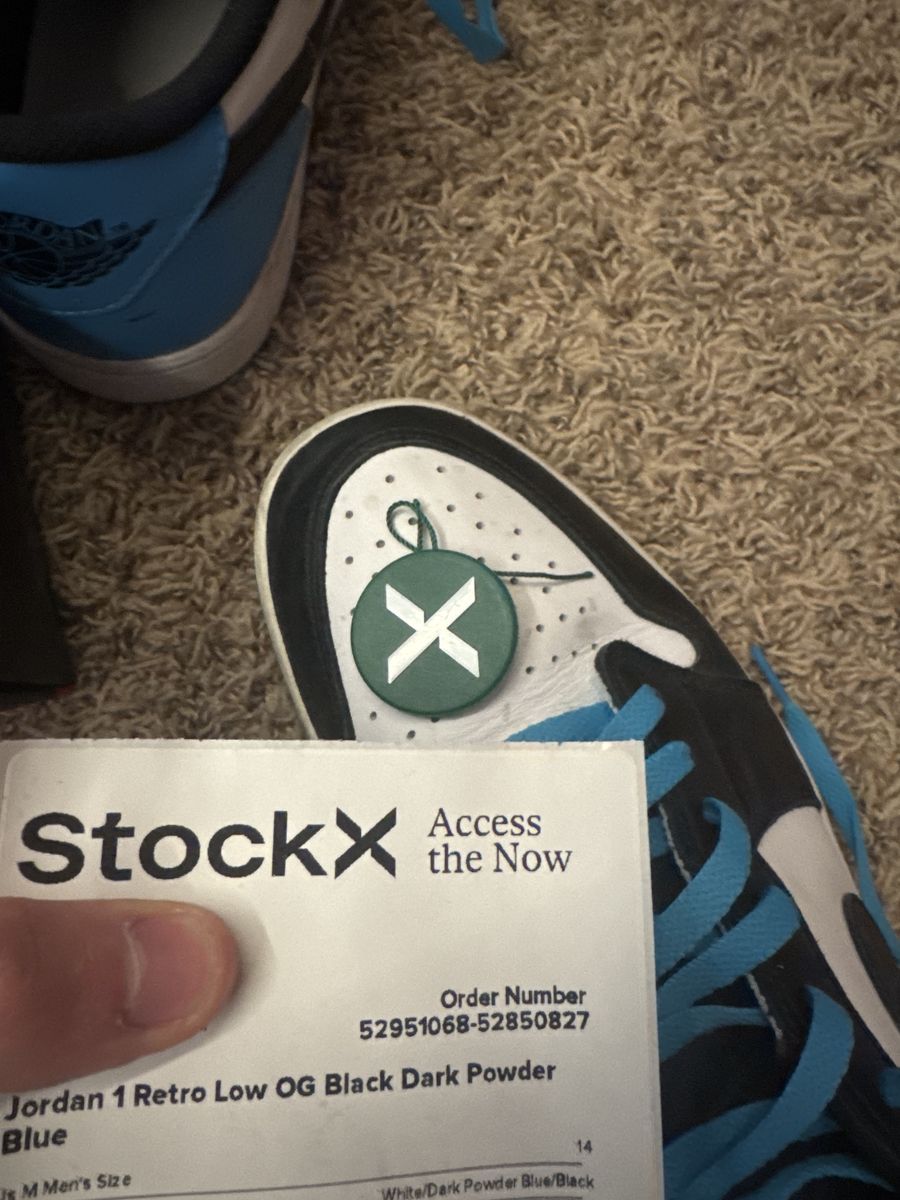 StockX
Access
the Now
Order Number
52951068-52850827
Jordan 1 Retro Low OG Black Dark Powder
Blue
14
M Men's Size
White/Dark Powder Blue/Black